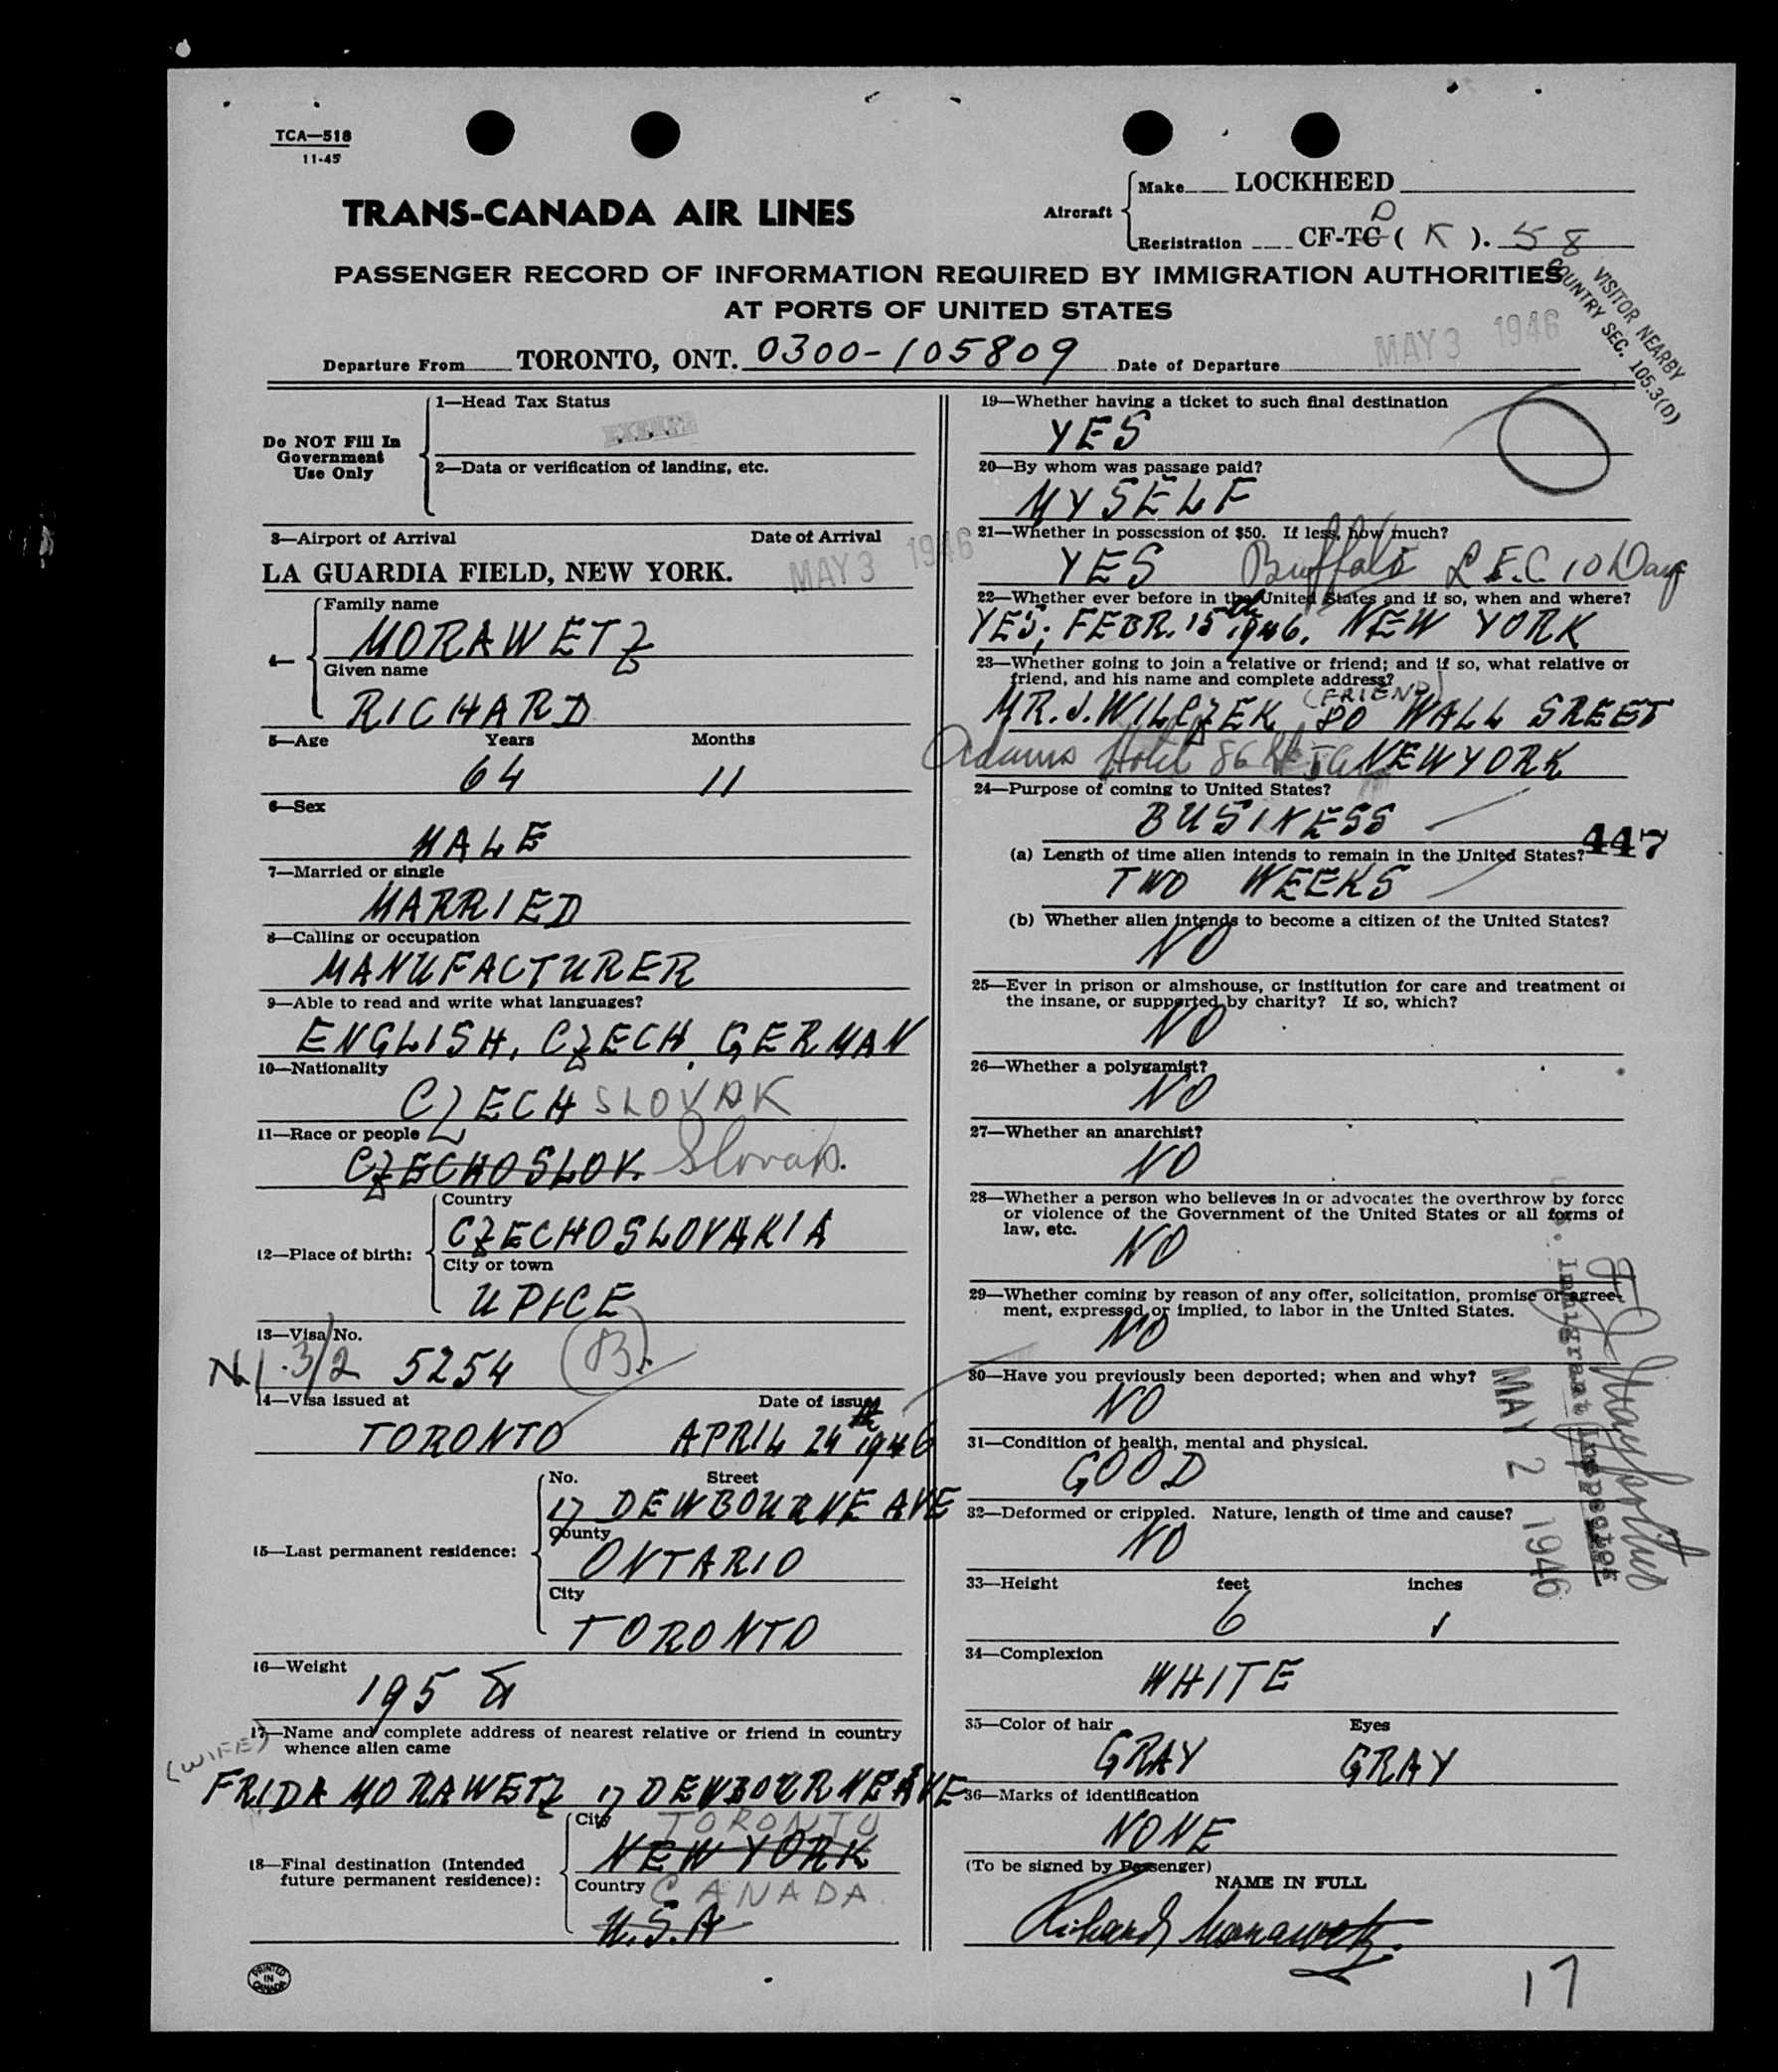 TCA—518
11-45
TRANS-CANADA AIR LINES
Aircraft
Make LOCKHEED
D
Registration CF-TC ( K ). 58
PASSENGER RECORD OF INFORMATION REQUIRED BY IMMIGRATION AUTHORITIES
AT PORTS OF UNITED STATES
VISITOR NEARBY
COUNTRY SEC. 105.3(D)
Departure From TORONTO, ONT. 0300-105809 Date of Departure MAY 3 1946
Do NOT Fill In
Government
Use Only
1—Head Tax Status
EXEMPT
2—Data or verification of landing, etc.
3—Airport of Arrival Date of Arrival
LA GUARDIA FIELD, NEW YORK. MAY 3 1946
4—
Family name
MORAWETZ
Given name
RICHARD
5—Age Years Months
64 11
6—Sex
MALE
7—Married or single
MARRIED
8—Calling or occupation
MANUFACTURER
9—Able to read and write what languages?
ENGLISH, CZECH, GERMAN
10—Nationality
CZECHSLOVAK
11—Race or people
CZECHOSLOV. Slovak.
12—Place of birth:
Country
CZECHOSLOVAKIA
City or town
UPICE
13—Visa No.
3/2 5254 (B).
14—Visa issued at Date of issue
TORONTO APRIL 24th 1946
15—Last permanent residence:
No. Street
17 DEWBOURNE AVE
County
ONTARIO
City
TORONTO
16—Weight
195
17—Name and complete address of nearest relative or friend in country
whence alien came
(WIFE)
FRIDA MORAWETZ 17 DEWBOURNE AVE
18—Final destination (Intended
future permanent residence):
City TORONTO
NEW YORK
Country CANADA
U.S.A
PRINTED
IN
CANADA
19—Whether having a ticket to such final destination
YES
20—By whom was passage paid?
MYSELF
21—Whether in possession of $50. If less, how much?
YES Buffalo 10 Days
22—Whether ever before in the United States and if so, when and where?
YES; FEBR. 15th 1946. NEW YORK
23—Whether going to join a relative or friend; and if so, what relative or
friend, and his name and complete address?
(FRIEND)
MR. J. WILCZEK 80 WALL SREET
Adams Hotel 86 NEW YORK
24—Purpose of coming to United States?
BUSINESS
447
(a) Length of time alien intends to remain in the United States?
TWO WEEKS
(b) Whether alien intends to become a citizen of the United States?
NO
25—Ever in prison or almshouse, or institution for care and treatment of
the insane, or supported by charity? If so, which?
NO
26—Whether a polygamist?
NO
27—Whether an anarchist?
NO
28—Whether a person who believes in or advocates the overthrow by force
or violence of the Government of the United States or all forms of
law, etc.
NO
29—Whether coming by reason of any offer, solicitation, promise or agree-
ment, expressed or implied, to labor in the United States.
NO
30—Have you previously been deported; when and why?
NO
31—Condition of health, mental and physical.
GOOD
32—Deformed or crippled. Nature, length of time and cause?
NO
Immigrant Inspector
MAY 2 1946
33—Height feet inches
6 1
34—Complexion
WHITE
35—Color of hair Eyes
GRAY GRAY
36—Marks of identification
NONE
(To be signed by Passenger)
NAME IN FULL
Richard Morawetz.
17